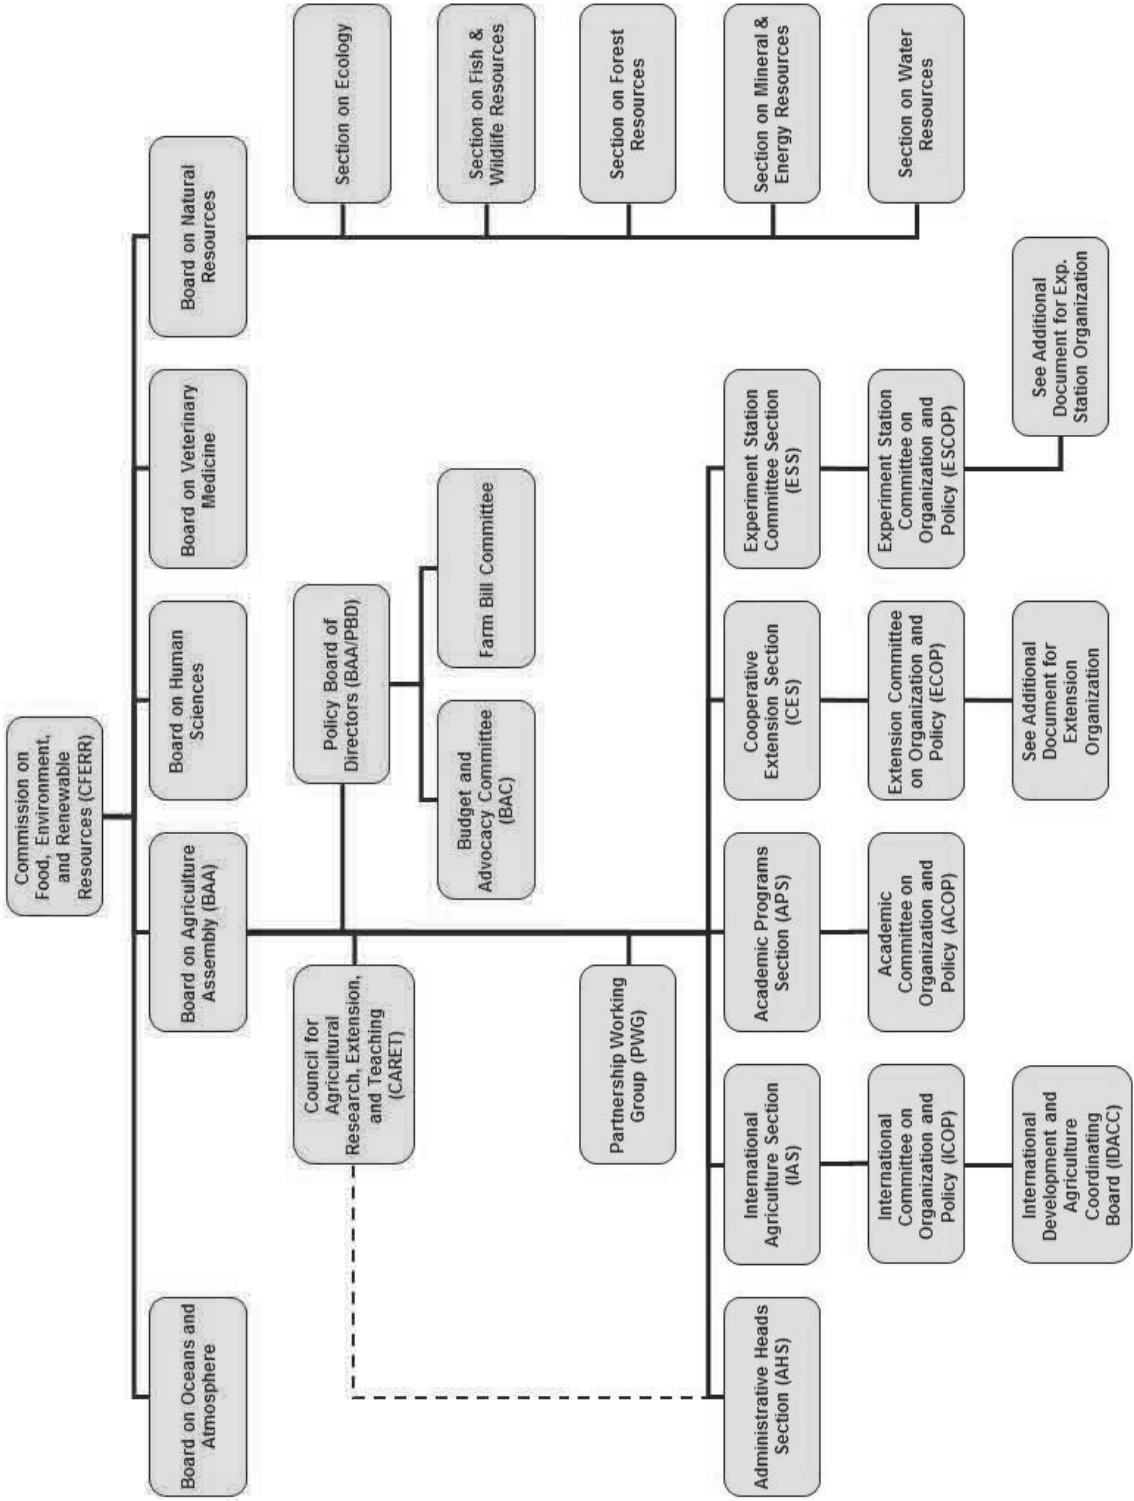 Commission on
Food, Environment,
and Renewable
Resources (CFERR)
Board on Oceans and
Atmosphere
Board on Agriculture
Assembly (BAA)
Board on Human
Sciences
Board on Veterinary
Medicine
Board on Natural
Resources
Council for
Agricultural
Research, Extension,
and Teaching
(CARET)
Policy Board of
Directors (BAA/PBD)
Section on Ecology
Budget and
Advocacy Committee
(BAC)
Farm Bill Committee
Section on Fish &
Wildlife Resources
Partnership Working
Group (PWG)
Section on Forest
Resources
Administrative Heads
Section (AHS)
International
Agriculture Section
(IAS)
Academic Programs
Section (APS)
Cooperative
Extension Section
(CES)
Experiment Station
Committee Section
(ESS)
Section on Mineral &
Energy Resources
International
Committee on
Organization and
Policy (ICOP)
Academic
Committee on
Organization and
Policy (ACOP)
Extension Committee
on Organization and
Policy (ECOP)
Experiment Station
Committee on
Organization and
Policy (ESCOP)
Section on Water
Resources
International
Development and
Agriculture
Coordinating
Board (IDACC)
See Additional
Document for
Extension
Organization
See Additional
Document for Exp.
Station Organization